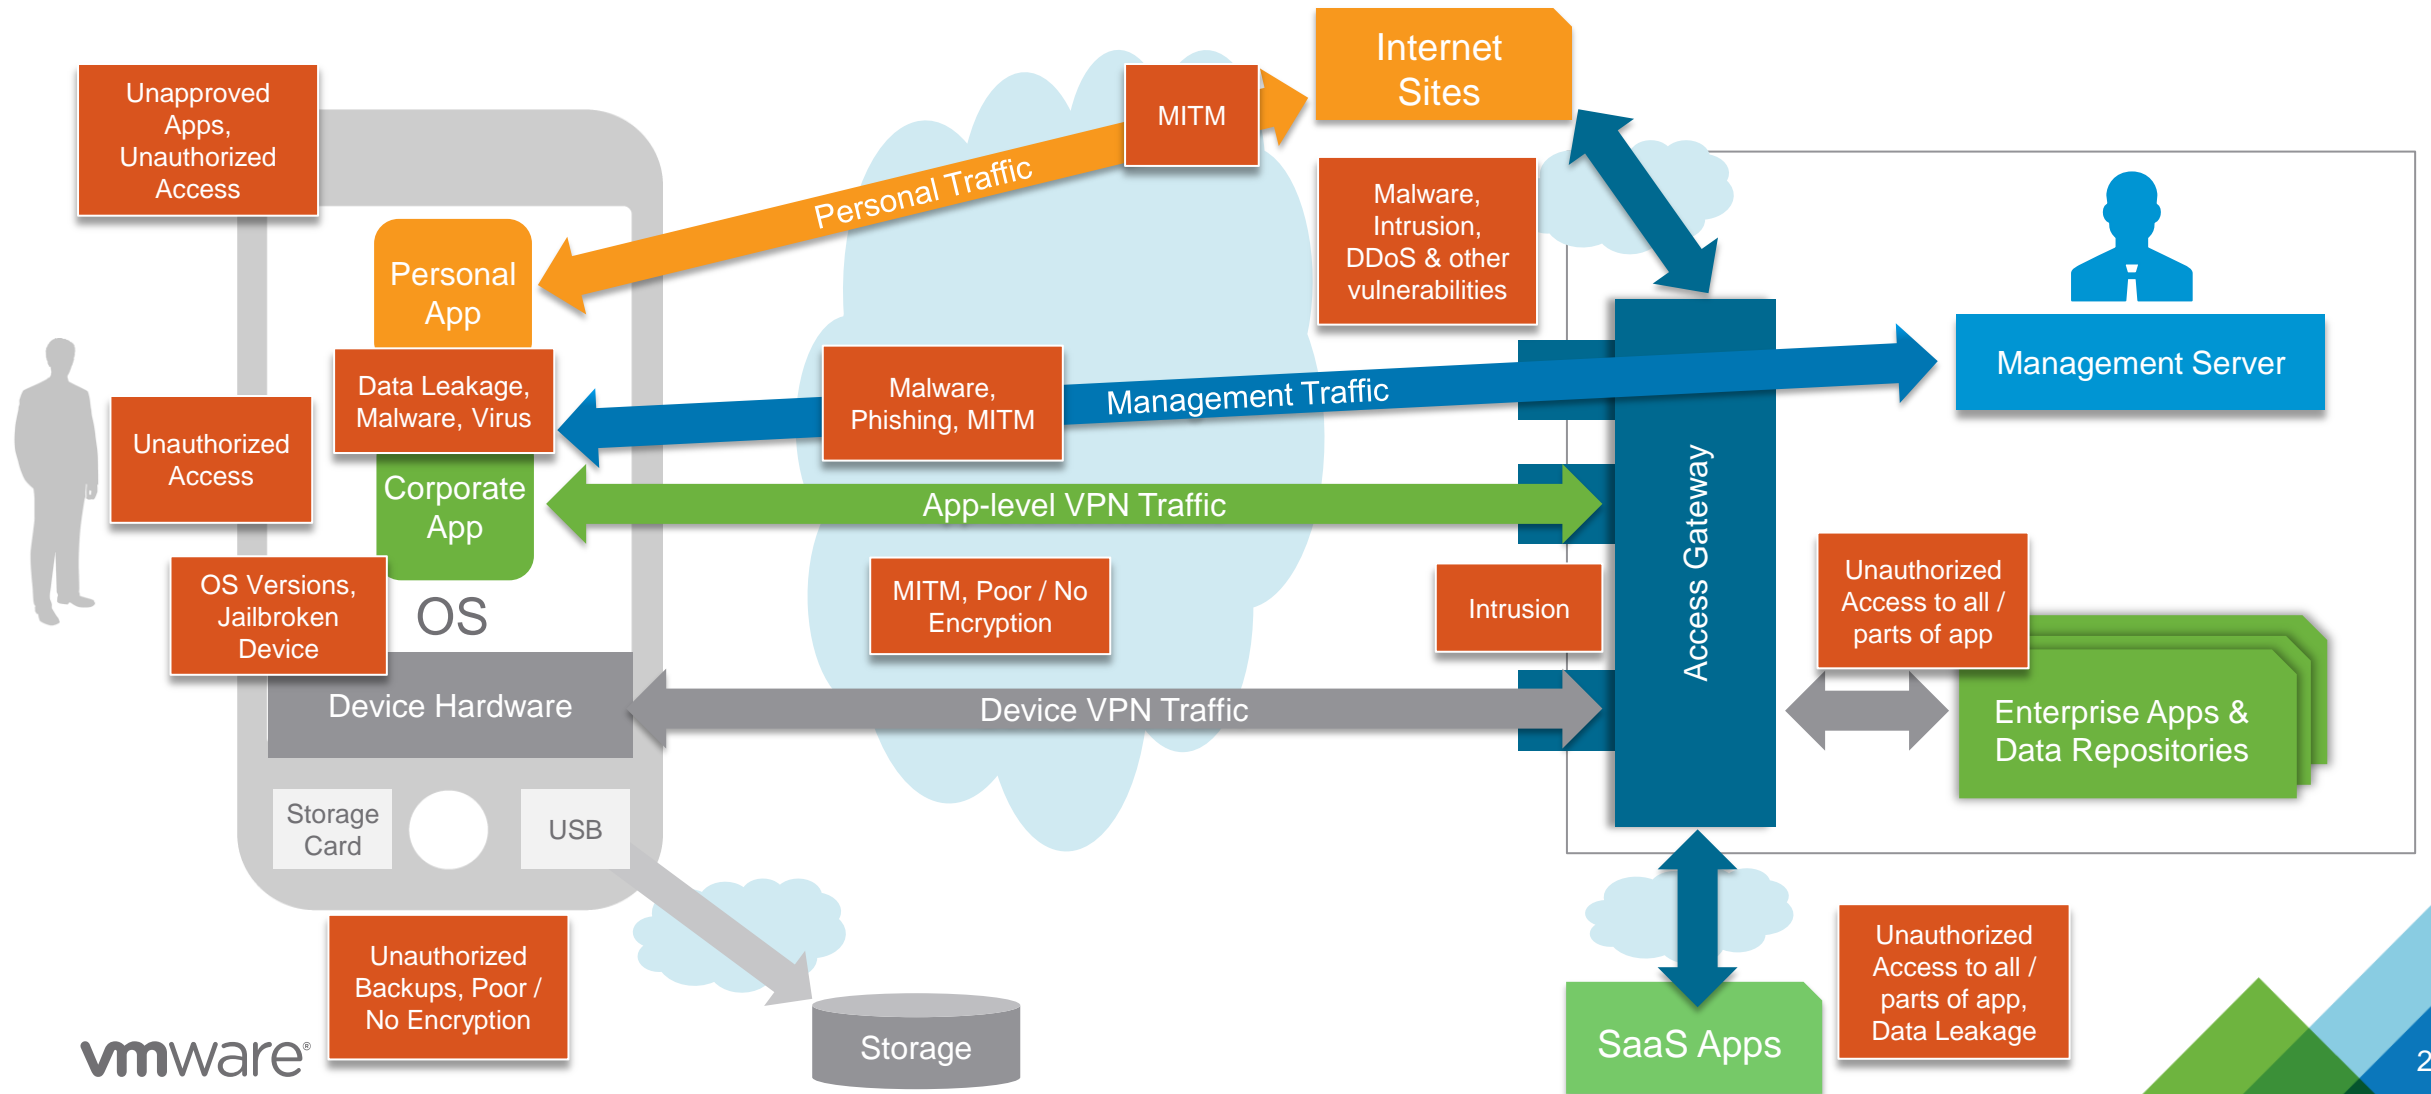 Internet
Sites
Unapproved
Apps,
Unauthorized
Access
MITM
Personal Traffic
Malware,
Intrusion,
DDoS & other
vulnerabilities
Personal
App
Data Leakage,
Malware, Virus
Malware,
Phishing, MITM
Management Traffic
Management Server
Unauthorized
Access
Corporate
App
App-level VPN Traffic
Access Gateway
OS Versions,
Jailbroken
Device
OS
MITM, Poor / No
Encryption
Intrusion
Unauthorized
Access to all /
parts of app
Device Hardware
Device VPN Traffic
Enterprise Apps &
Data Repositories
Storage
Card
USB
Unauthorized
Backups, Poor /
No Encryption
Storage
SaaS Apps
Unauthorized
Access to all /
parts of app,
Data Leakage
vmware®
2